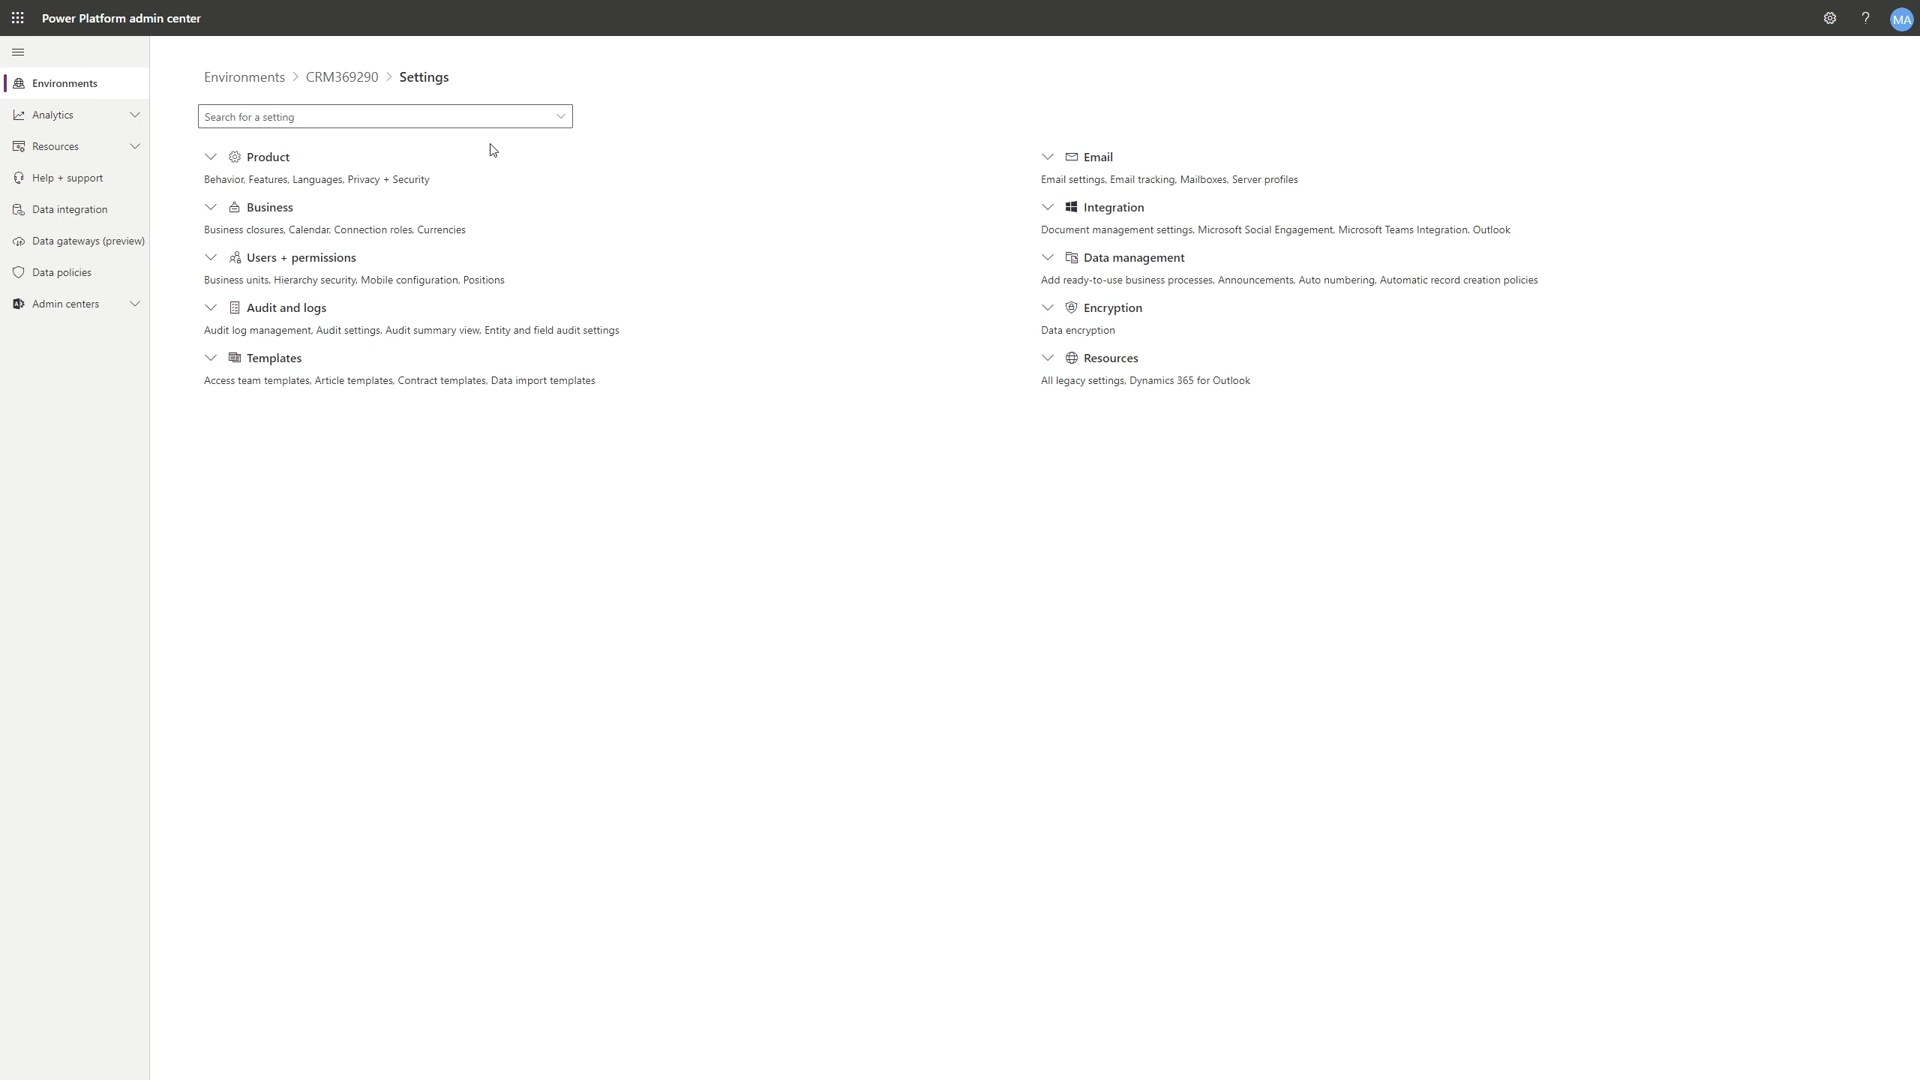 Power Platform admin center
?
MA
Environments
Analytics
Resources
Help + support
Data integration
Data gateways (preview)
Data policies
Admin centers
Environments > CRM369290 > Settings
Search for a setting
Product
Behavior, Features, Languages, Privacy + Security
Business
Business closures, Calendar, Connection roles, Currencies
Users + permissions
Business units, Hierarchy security, Mobile configuration, Positions
Audit and logs
Audit log management, Audit settings, Audit summary view, Entity and field audit settings
Templates
Access team templates, Article templates, Contract templates, Data import templates
Email
Email settings, Email tracking, Mailboxes, Server profiles
Integration
Document management settings, Microsoft Social Engagement, Microsoft Teams Integration, Outlook
Data management
Add ready-to-use business processes, Announcements, Auto numbering, Automatic record creation policies
Encryption
Data encryption
Resources
All legacy settings, Dynamics 365 for Outlook